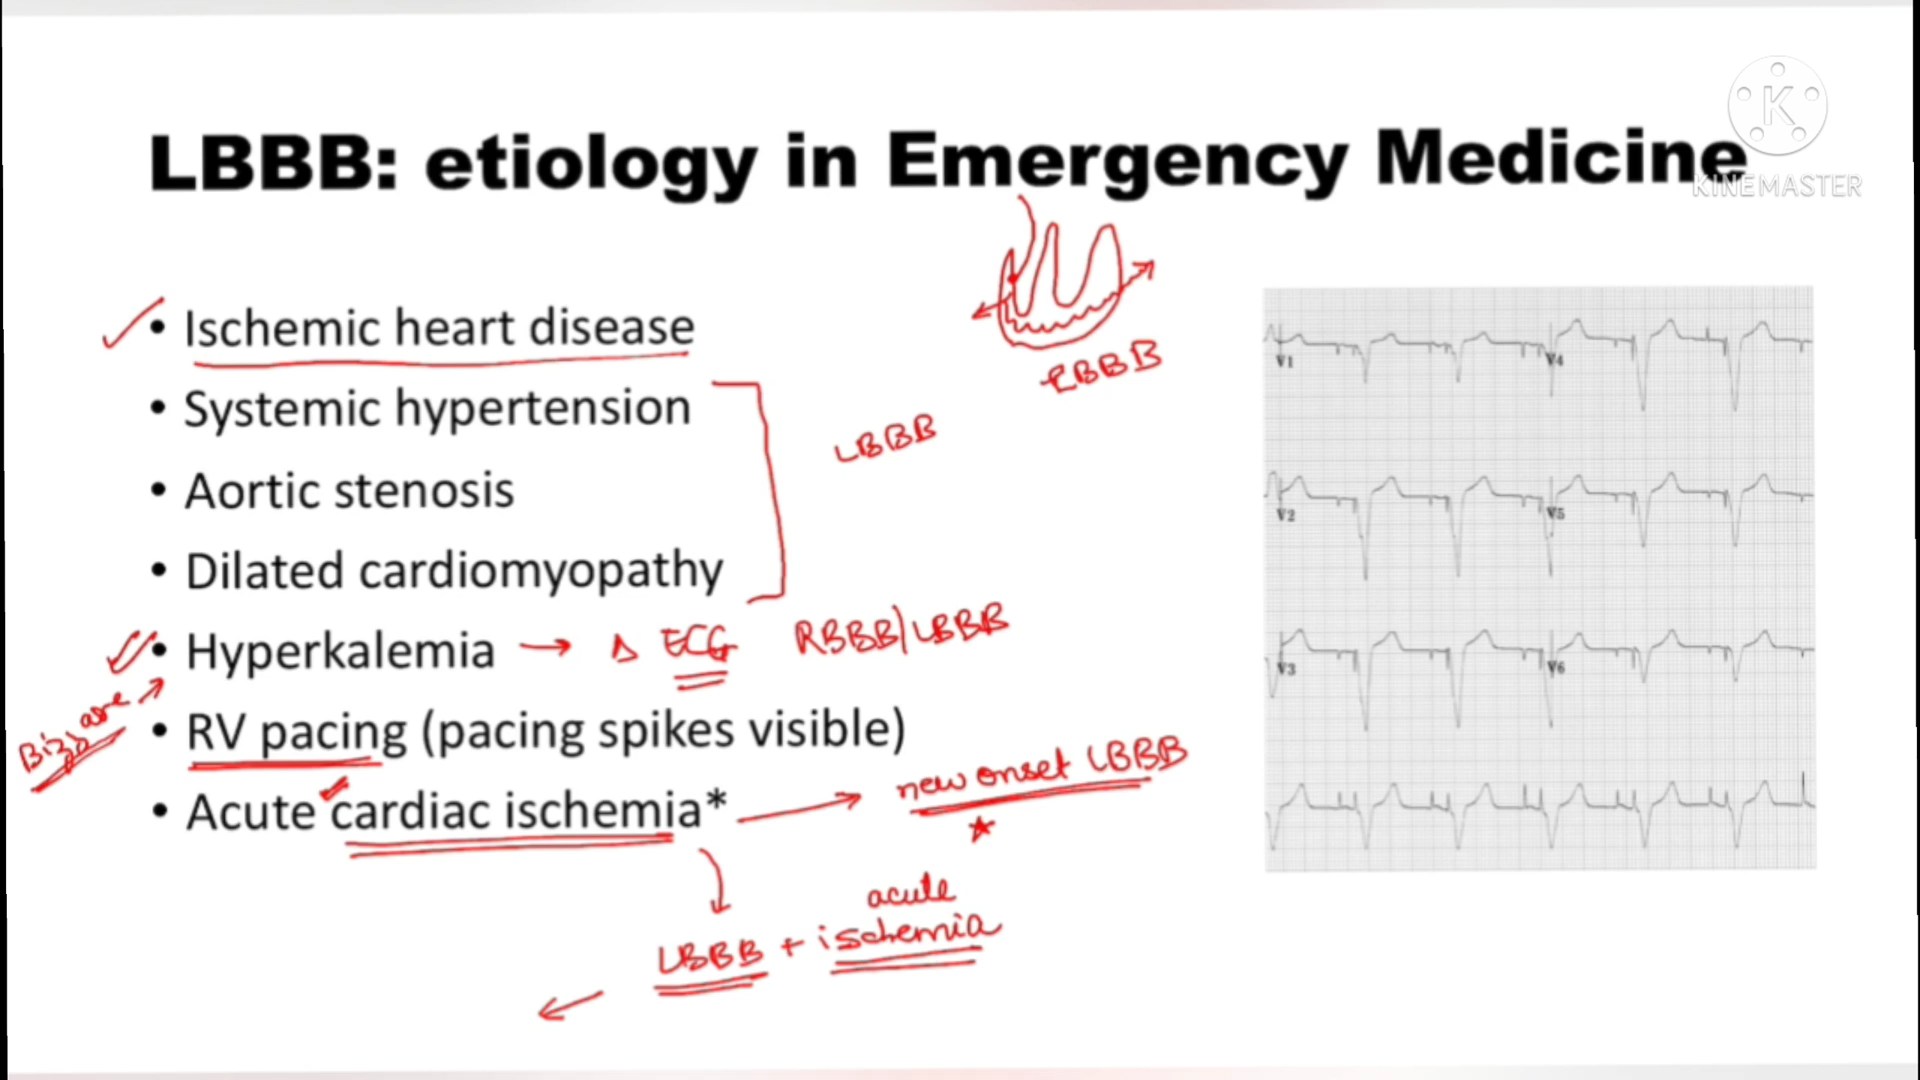 LBBB: etiology in Emergency Medicine
K
KINEMASTER
• Ischemic heart disease
RBBB
• Systemic hypertension
LBBB
• Aortic stenosis
• Dilated cardiomyopathy
• Hyperkalemia → Δ ECG RBBB/LBBB
Bizzare →
• RV pacing (pacing spikes visible)
• Acute cardiac ischemia* → new onset LBBB
acute
LBBB + ischemia
V1 V4
V2 V5
V3 V6